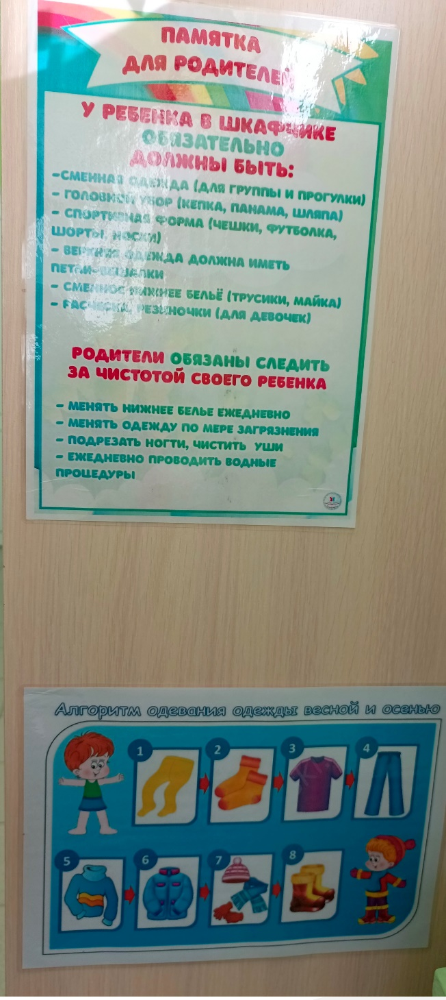 ПАМЯТКА
ДЛЯ РОДИТЕЛЕЙ
У РЕБЕНКА В ШКАФЧИКЕ
ОБЯЗАТЕЛЬНО
ДОЛЖНЫ БЫТЬ:
-СМЕННАЯ ОДЕЖДА (ДЛЯ ГРУППЫ И ПРОГУЛКИ)
- ГОЛОВНОЙ УБОР (КЕПКА, ПАНАМА, ШЛЯПА)
- СПОРТИВНАЯ ФОРМА (ЧЕШКИ, ФУТБОЛКА,
ШОРТЫ, НОСКИ)
- ВЕРХНЯЯ ОДЕЖДА ДОЛЖНА ИМЕТЬ
ПЕТЛИ-ВЕШАЛКИ
- СМЕННОЕ НИЖНЕЕ БЕЛЬЁ (ТРУСИКИ, МАЙКА)
- РАСЧЕСКА, РЕЗИНОЧКИ (ДЛЯ ДЕВОЧЕК)
РОДИТЕЛИ ОБЯЗАНЫ СЛЕДИТЬ
ЗА ЧИСТОТОЙ СВОЕГО РЕБЕНКА
- МЕНЯТЬ НИЖНЕЕ БЕЛЬЕ ЕЖЕДНЕВНО
- МЕНЯТЬ ОДЕЖДУ ПО МЕРЕ ЗАГРЯЗНЕНИЯ
- ПОДРЕЗАТЬ НОГТИ, ЧИСТИТЬ УШИ
- ЕЖЕДНЕВНО ПРОВОДИТЬ ВОДНЫЕ
ПРОЦЕДУРЫ
Алгоритм одевания одежды весной и осенью
1 2 3 4
5 6 7 8